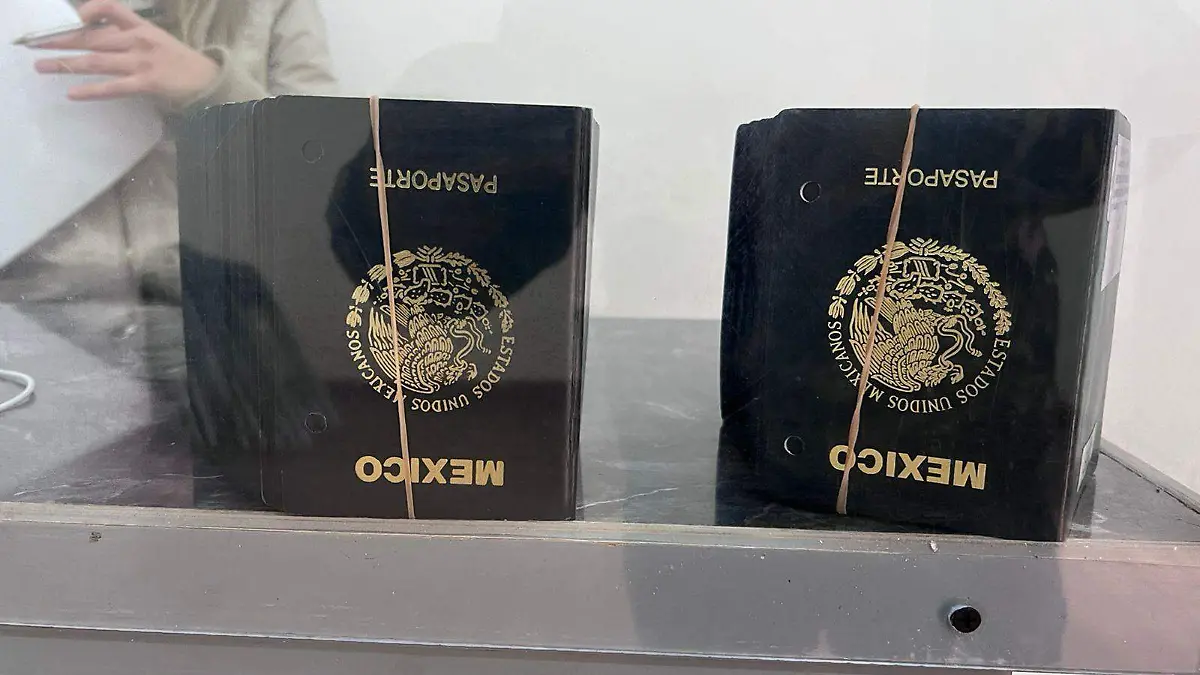 PASAPORTE
ESTADOS UNIDOS MEXICANOS
MEXICO
PASAPORTE
ESTADOS UNIDOS MEXICANOS
MEXICO